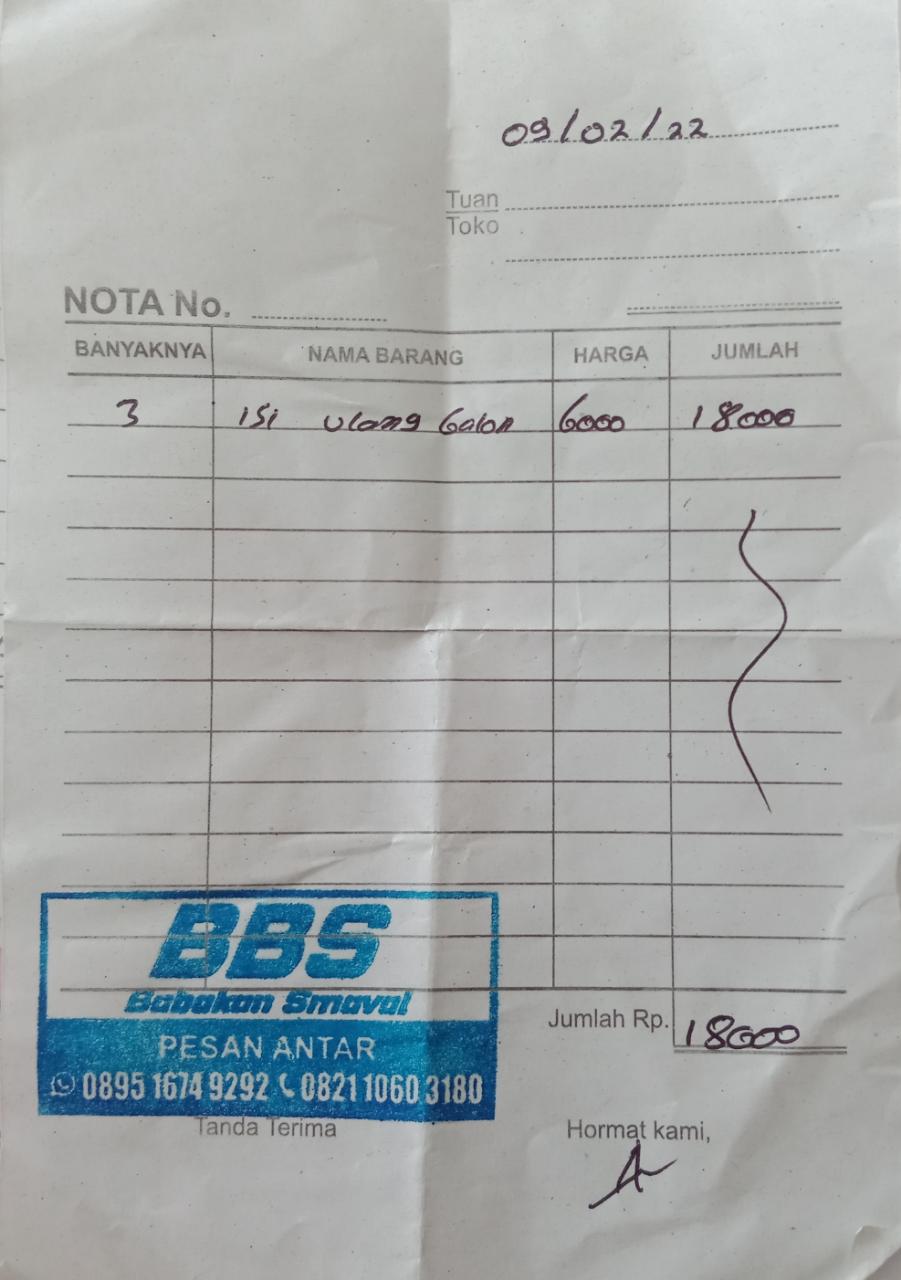 09/02/22
Tuan
Toko
NOTA No.
BANYAKNYA NAMA BARANG HARGA JUMLAH
3 isi ulang Galon 6000 18000
BBS
Babakan Smaval
PESAN ANTAR
0895 1674 9292 0821 1060 3180
Jumlah Rp. 18000
Tanda Terima Hormat kami,